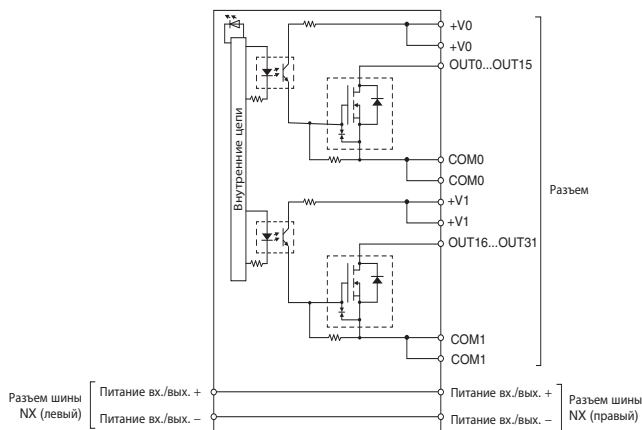 +V0
+V0
OUT0...OUT15
COM0
COM0
+V1
+V1
OUT16...OUT31
COM1
COM1
Внутренние цепи
Разъем
Разъем шины
NX (левый)
Питание вх./вых. +
Питание вх./вых. –
Питание вх./вых. +
Питание вх./вых. –
Разъем шины
NX (правый)